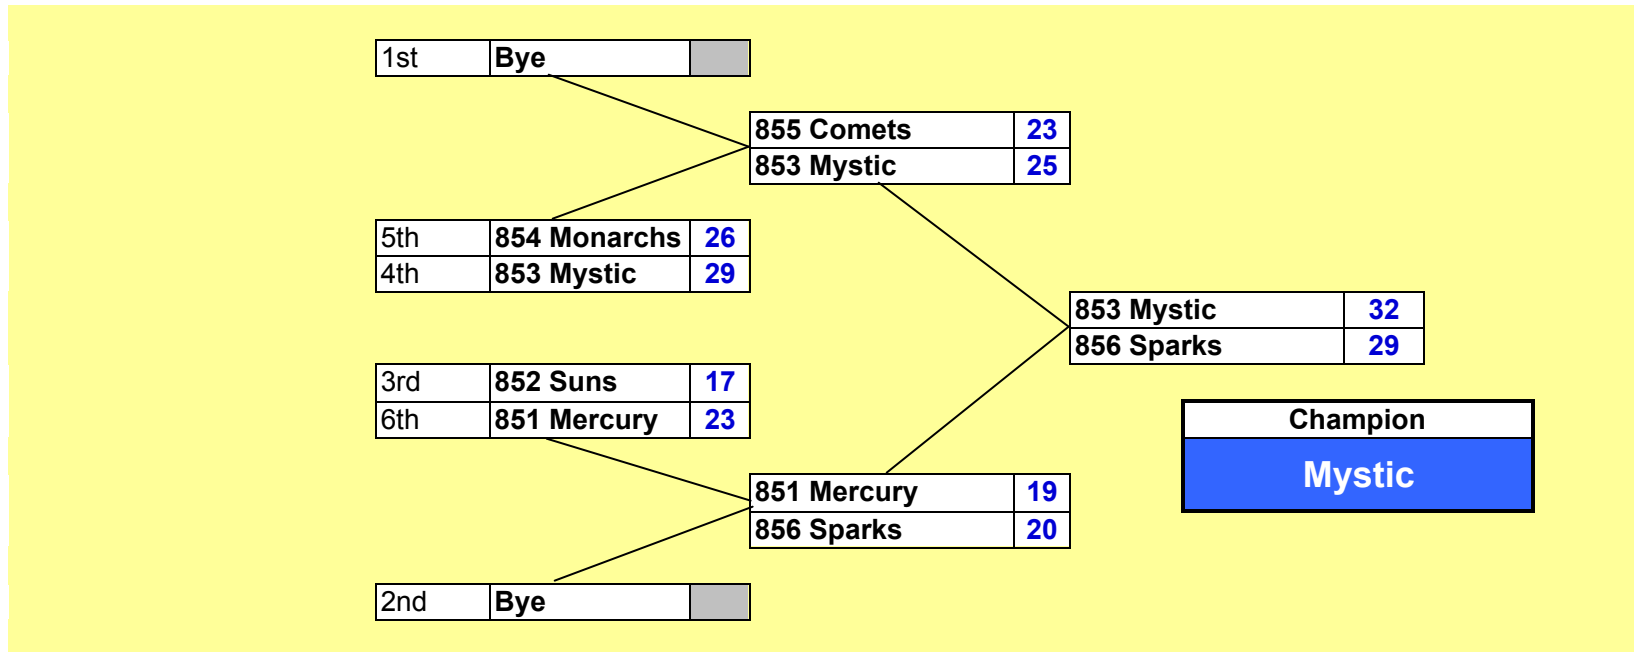 1st Bye
855 Comets 23
853 Mystic 25
5th 854 Monarchs 26
4th 853 Mystic 29
853 Mystic 32
856 Sparks 29
3rd 852 Suns 17
6th 851 Mercury 23
Champion
Mystic
851 Mercury 19
856 Sparks 20
2nd Bye